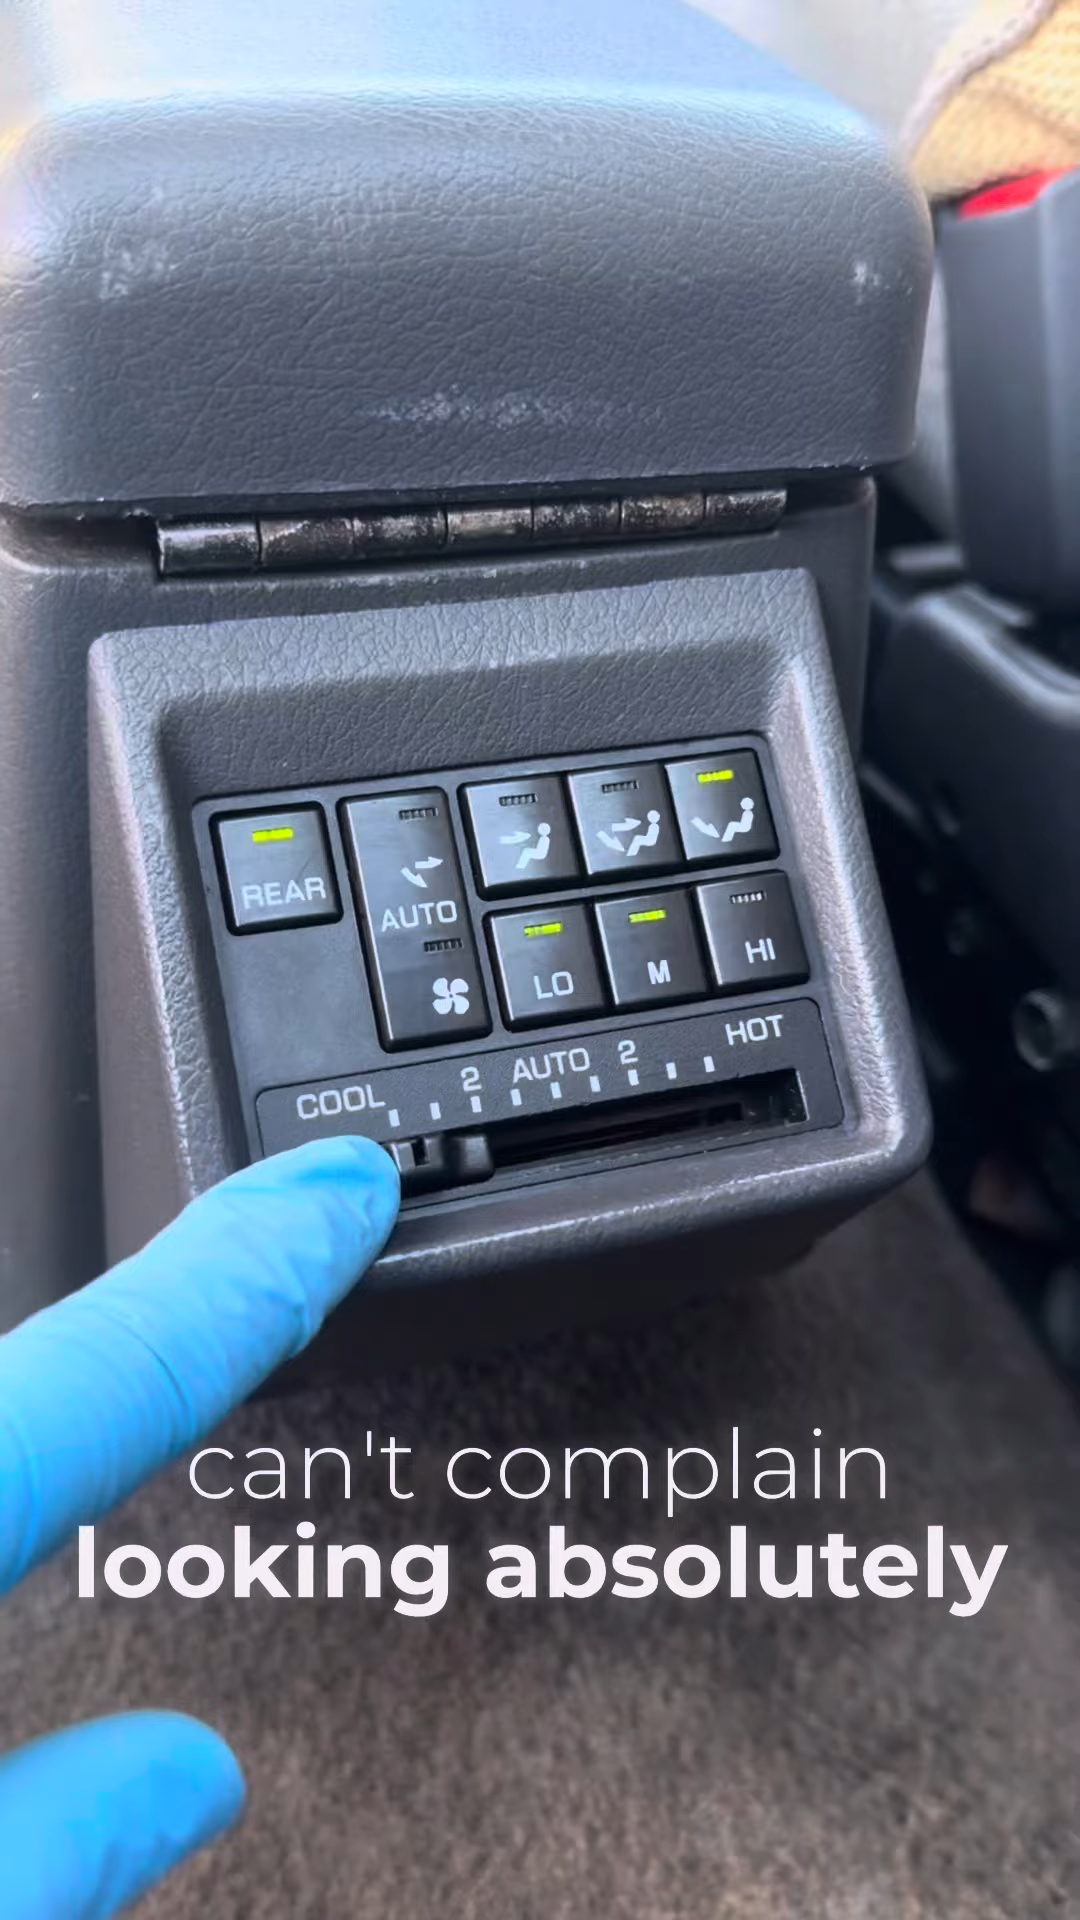 REAR
AUTO
LO M HI
COOL 2 AUTO 2 HOT
can't complain
looking absolutely